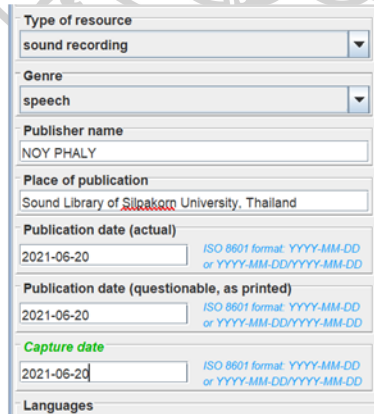 Type of resource
sound recording
Genre
speech
Publisher name
NOY PHALY
Place of publication
Sound Library of Silpakorn University, Thailand
Publication date (actual)
2021-06-20
ISO 8601 format: YYYY-MM-DD
or YYYY-MM-DD/YYYY-MM-DD
Publication date (questionable, as printed)
2021-06-20
ISO 8601 format: YYYY-MM-DD
or YYYY-MM-DD/YYYY-MM-DD
Capture date
2021-06-20
ISO 8601 format: YYYY-MM-DD
or YYYY-MM-DD/YYYY-MM-DD
Languages